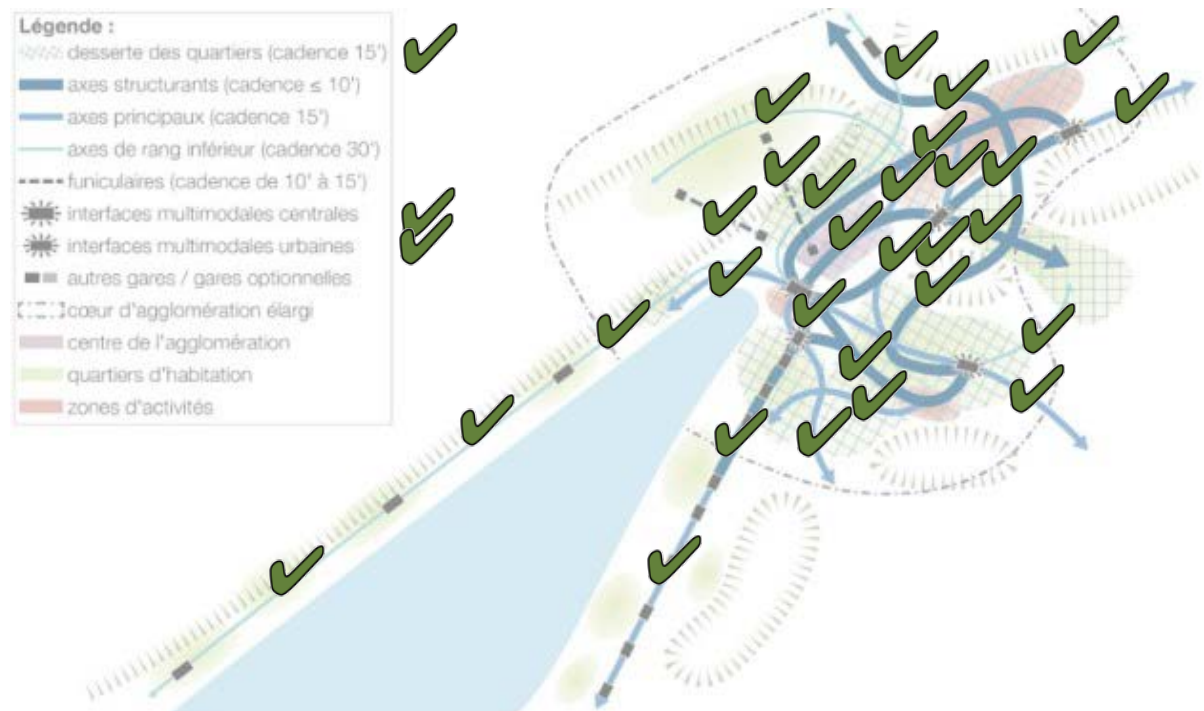 Légende :
desserte des quartiers (cadence 15')
axes structurants (cadence ≤ 10')
axes principaux (cadence 15')
axes de rang inférieur (cadence 30')
funiculaires (cadence de 10' à 15')
interfaces multimodales centrales
interfaces multimodales urbaines
autres gares / gares optionnelles
cœur d'agglomération élargi
centre de l'agglomération
quartiers d'habitation
zones d'activités